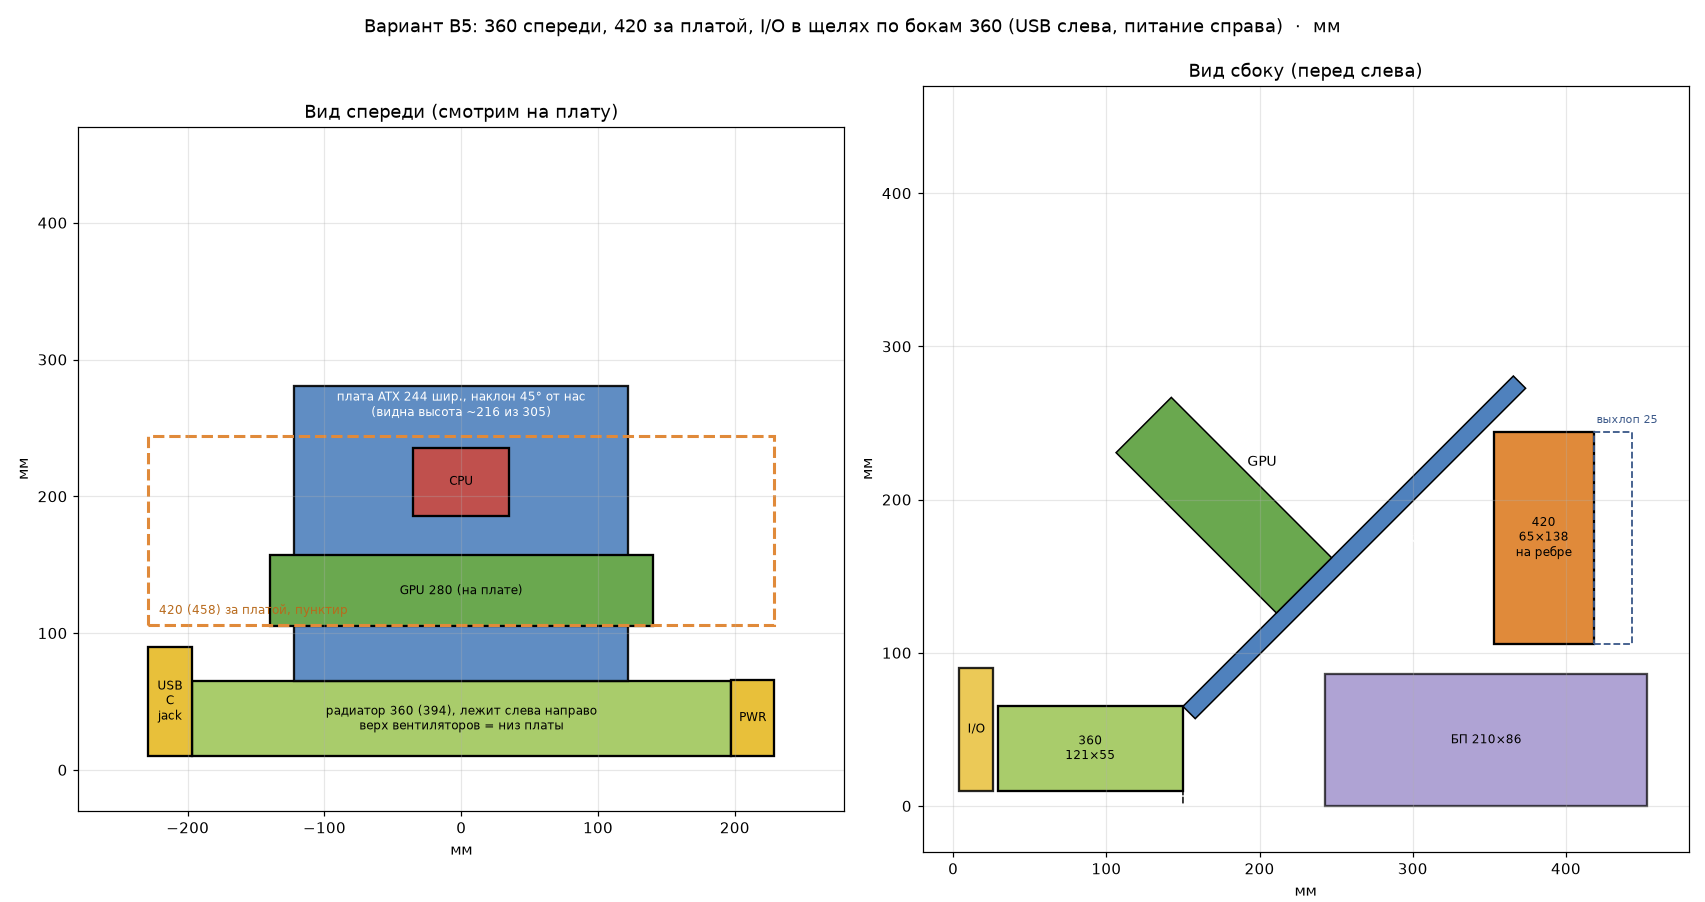 Вариант B5: 360 спереди, 420 за платой, I/O в щелях по бокам 360 (USB слева, питание справа)  ·  мм
Вид спереди (смотрим на плату)
мм
400
300
200
100
0
плата ATX 244 шир., наклон 45° от нас
(видна высота ~216 из 305)
CPU
GPU 280 (на плате)
420 (458) за платой, пунктир
USB
C
jack
радиатор 360 (394), лежит слева направо
верх вентиляторов = низ платы
PWR
−200
−100
0
100
200
мм
Вид сбоку (перед слева)
мм
400
300
200
100
0
выхлоп 25
GPU
420
65×138
на ребре
I/O
360
121×55
БП 210×86
0
100
200
300
400
мм